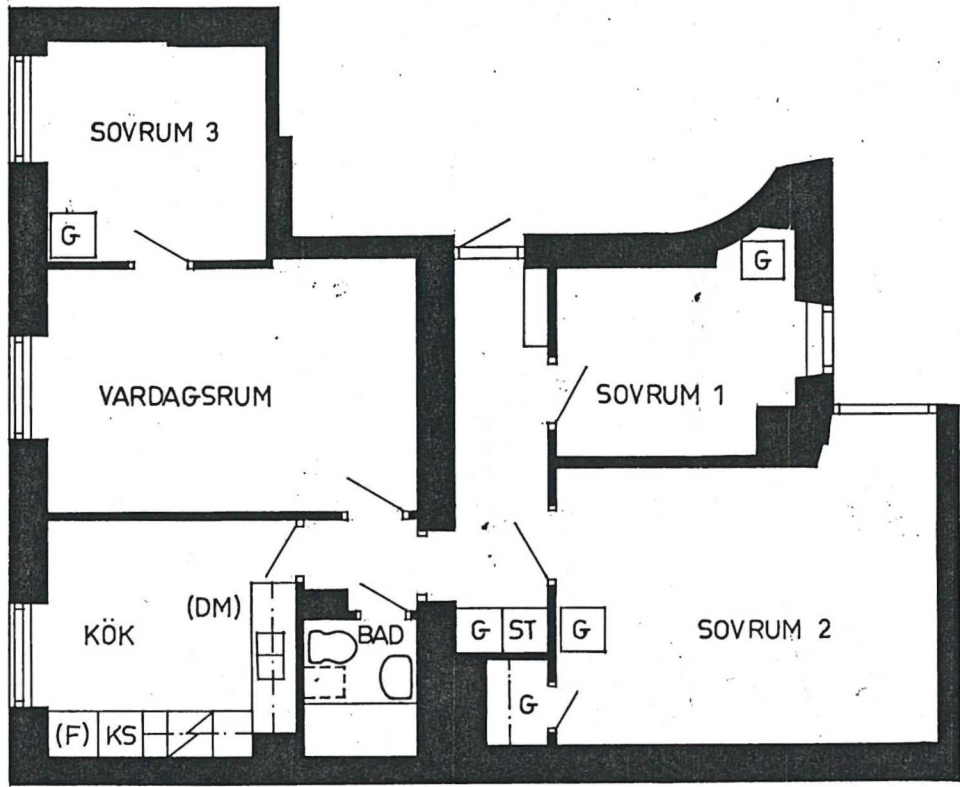 SOVRUM 3
G
G
VARDAGSRUM
SOVRUM 1
(DM)
KÖK
BAD
G ST G
SOVRUM 2
G
(F) KS